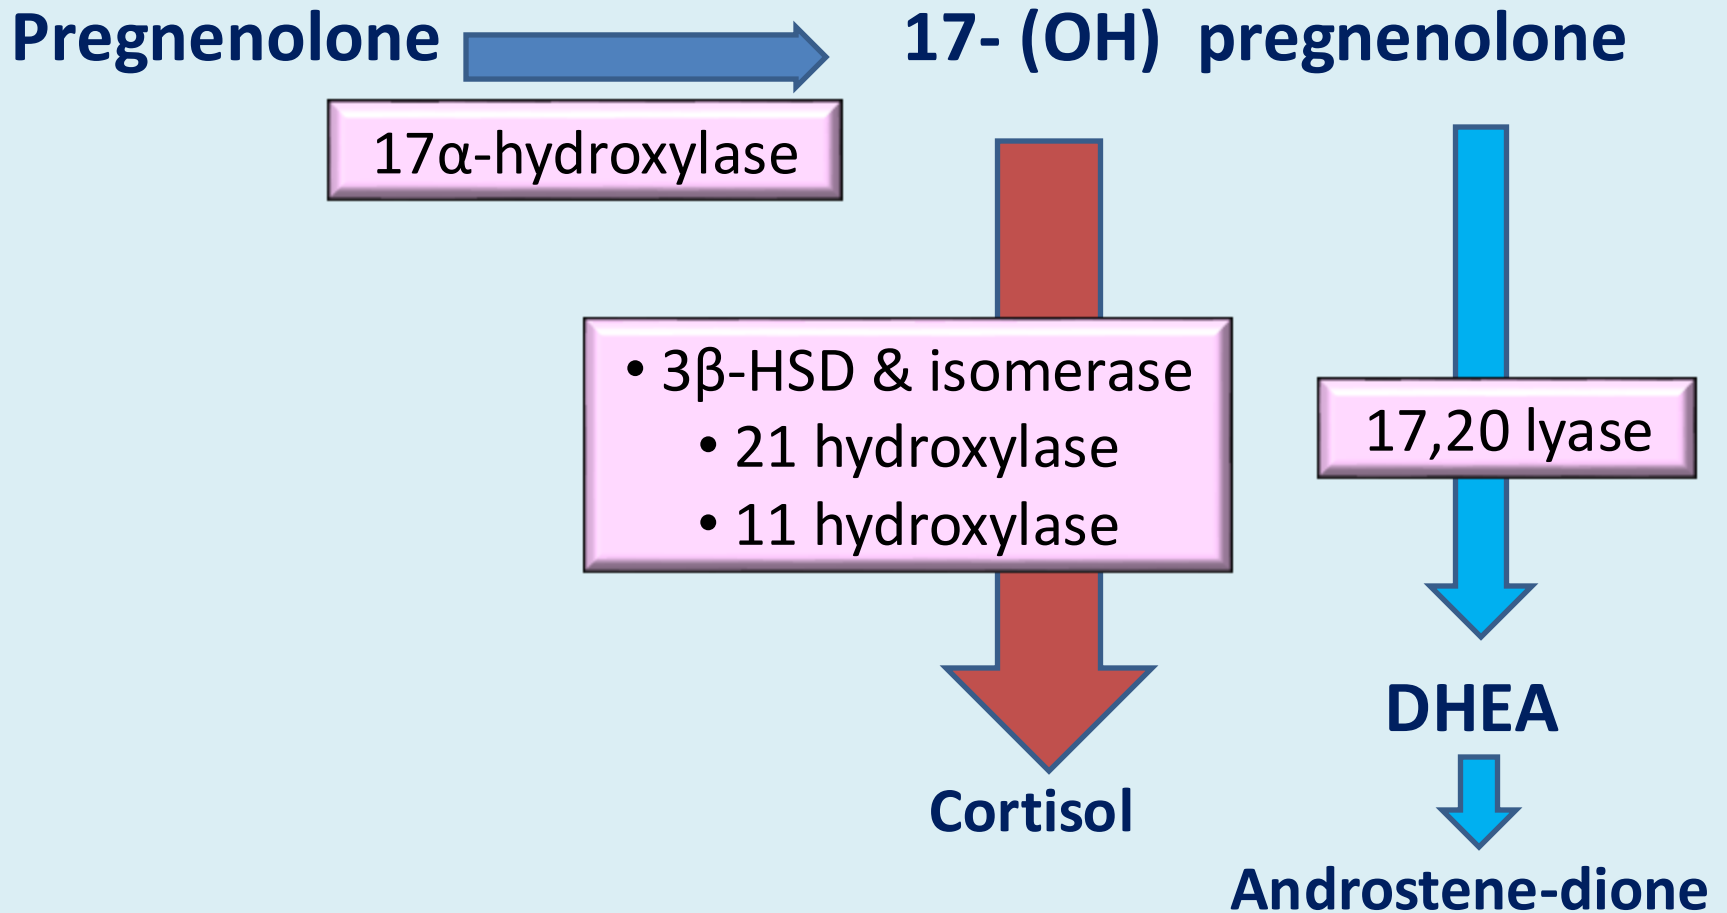 Pregnenolone
17- (OH) pregnenolone
17α-hydroxylase
• 3β-HSD & isomerase
• 21 hydroxylase
• 11 hydroxylase
17,20 lyase
DHEA
Cortisol
Androstene-dione